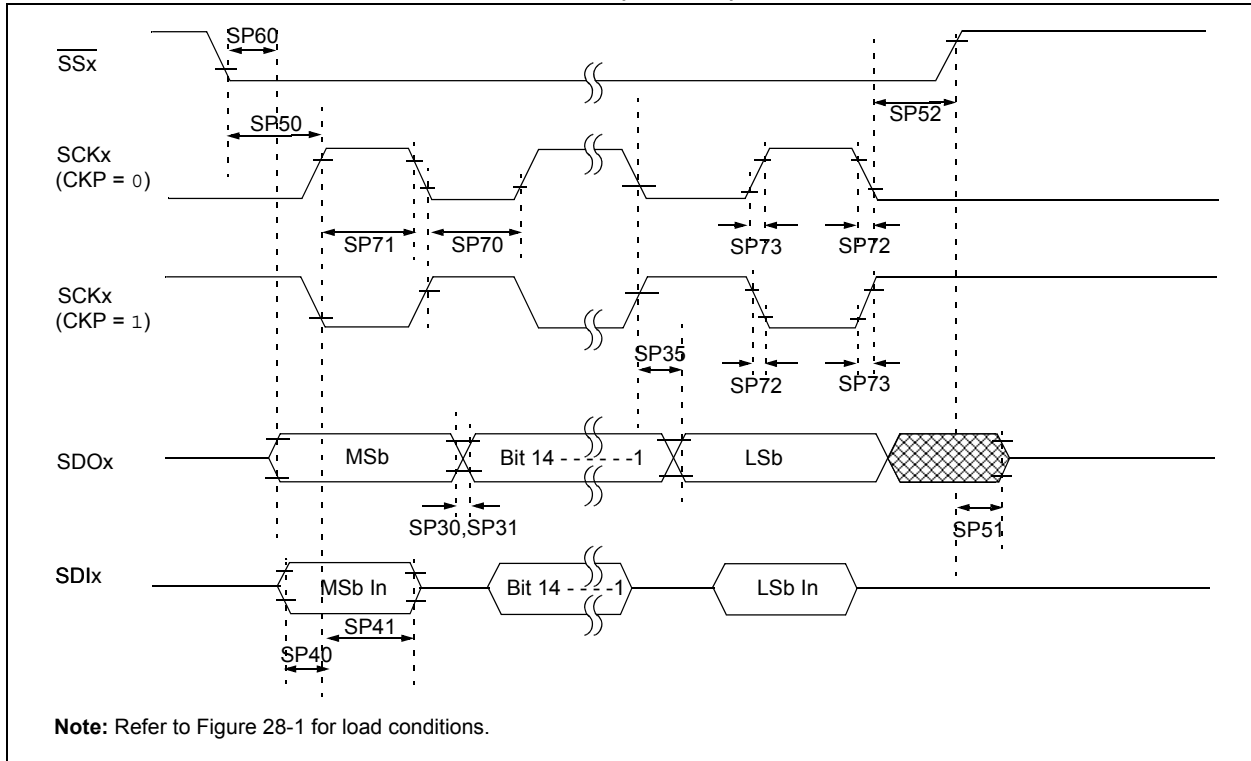 SP60
SSx
SP52
SP50
SCKx
(CKP = 0)
SP71 SP70 SP73 SP72
SCKx
(CKP = 1)
SP35
SP72 SP73
SDOx MSb Bit 14 - - - - - -1 LSb
SP30,SP31 SP51
SDIx MSb In Bit 14 - - - -1 LSb In
SP41
SP40
Note: Refer to Figure 28-1 for load conditions.